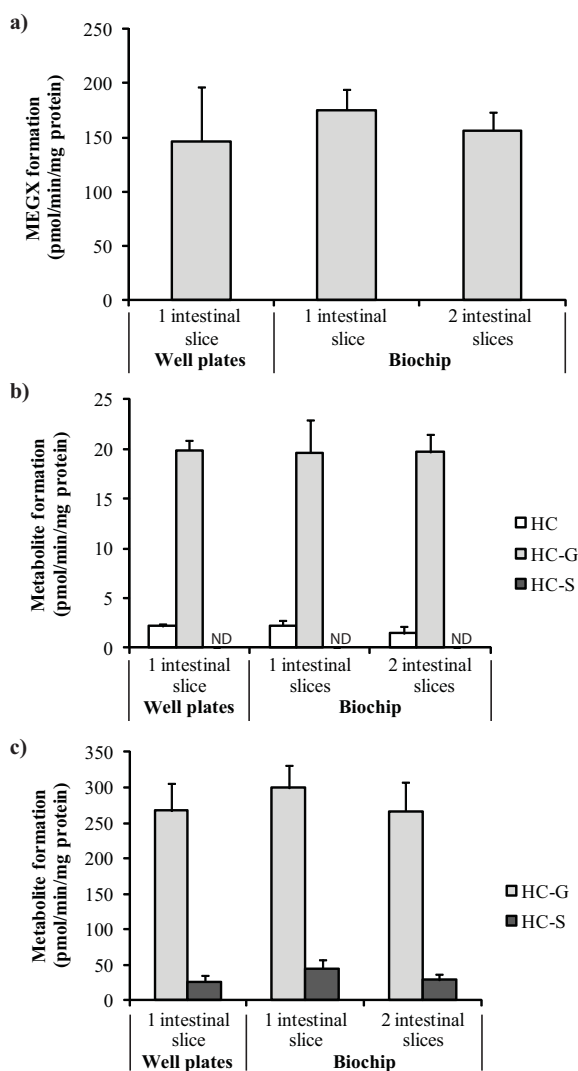 a)
MEGX formation
(pmol/min/mg protein)
250
200
150
100
50
0
1 intestinal
slice
1 intestinal
slice
2 intestinal
slices
Well plates
Biochip
b)
Metabolite formation
(pmol/min/mg protein)
25
20
15
10
5
0
ND
ND
ND
HC
HC-G
HC-S
1 intestinal
slice
1 intestinal
slices
2 intestinal
slices
Well plates
Biochip
c)
Metabolite formation
(pmol/min/mg protein)
350
300
250
200
150
100
50
0
HC-G
HC-S
1 intestinal
slice
1 intestinal
slice
2 intestinal
slices
Well plates
Biochip